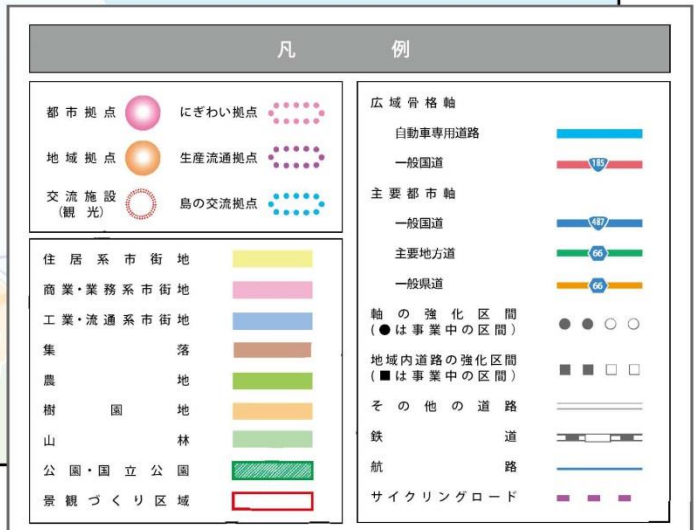 凡例
都市拠点
にぎわい拠点
地域拠点
生産流通拠点
交流施設
(観光)
島の交流拠点
住居系市街地
商業・業務系市街地
工業・流通系市街地
集落
農地
樹園地
山林
公園・国立公園
景観づくり区域
広域骨格軸
自動車専用道路
一般国道
185
主要都市軸
一般国道
487
主要地方道
66
一般県道
66
軸の強化区間
(●は事業中の区間)
地域内道路の強化区間
(■は事業中の区間)
その他の道路
鉄道
航路
サイクリングロード